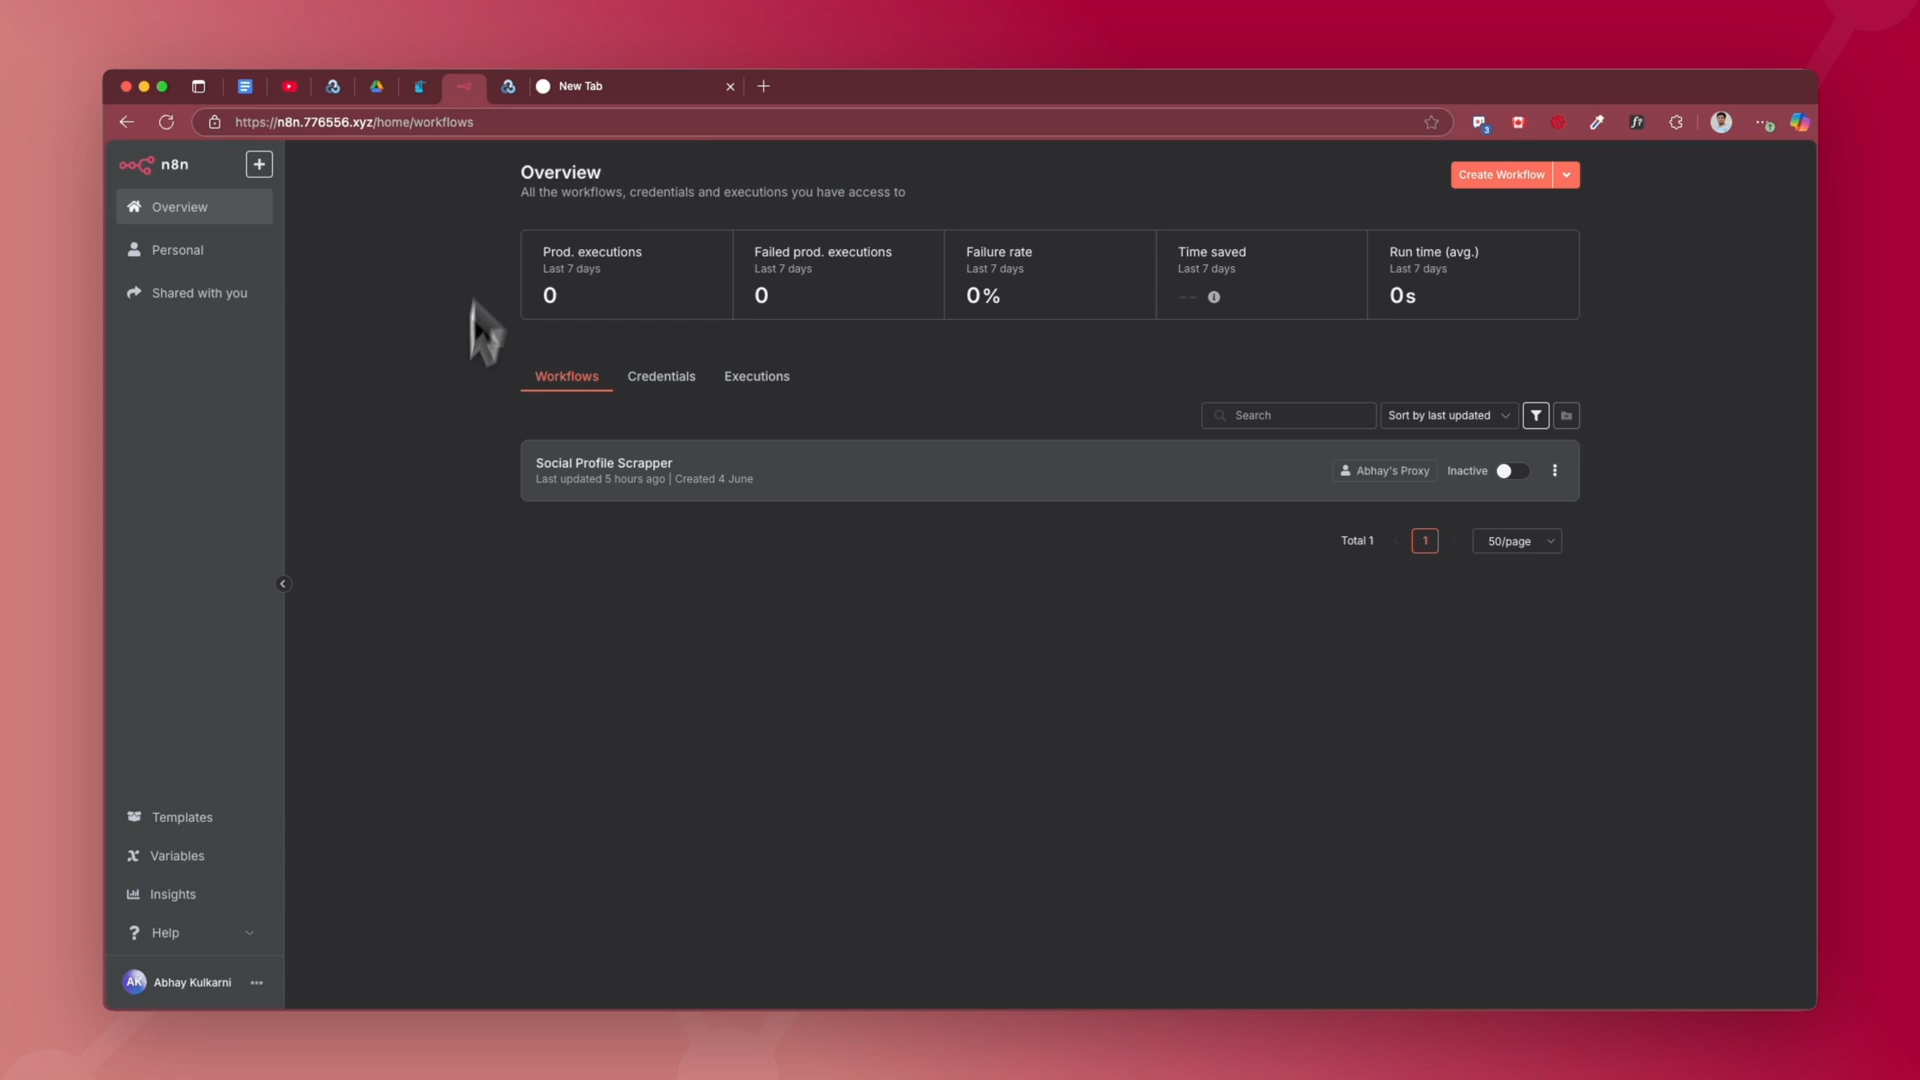 New Tab
https://n8n.776556.xyz/home/workflows
3
n8n
Overview
Personal
Shared with you
Templates
Variables
Insights
Help
AK Abhay Kulkarni
Overview
All the workflows, credentials and executions you have access to
Create Workflow
Prod. executions
Last 7 days
0
Failed prod. executions
Last 7 days
0
Failure rate
Last 7 days
0%
Time saved
Last 7 days
--
Run time (avg.)
Last 7 days
0s
Workflows Credentials Executions
Search
Sort by last updated
Social Profile Scrapper
Last updated 5 hours ago | Created 4 June
Abhay's Proxy
Inactive
Total 1
1
50/page